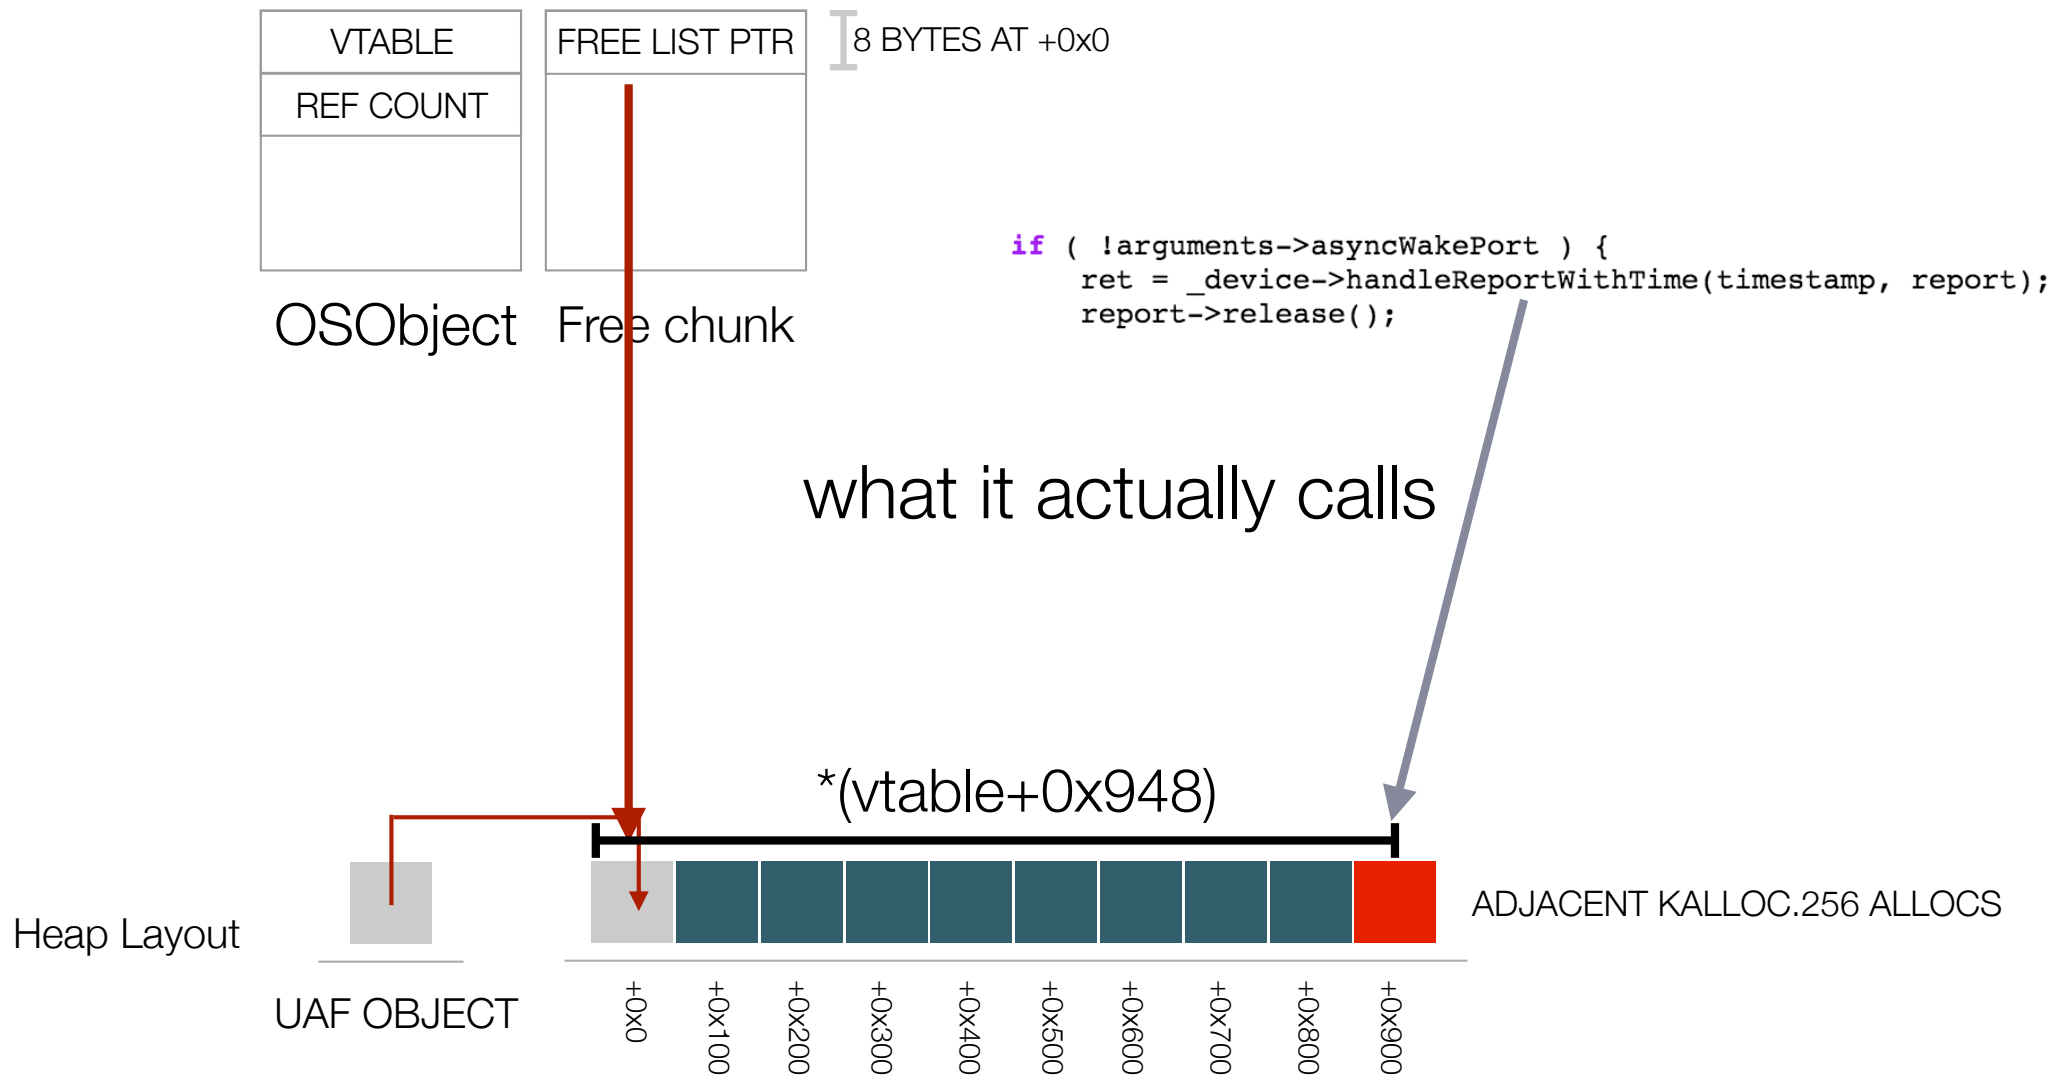 VTABLE
FREE LIST PTR
8 BYTES AT +0x0
REF COUNT
OSObject
Free chunk
if ( !arguments->asyncWakePort ) {
ret = _device->handleReportWithTime(timestamp, report);
report->release();
what it actually calls
*(vtable+0x948)
Heap Layout
ADJACENT KALLOC.256 ALLOCS
UAF OBJECT
+0x0
+0x100
+0x200
+0x300
+0x400
+0x500
+0x600
+0x700
+0x800
+0x900